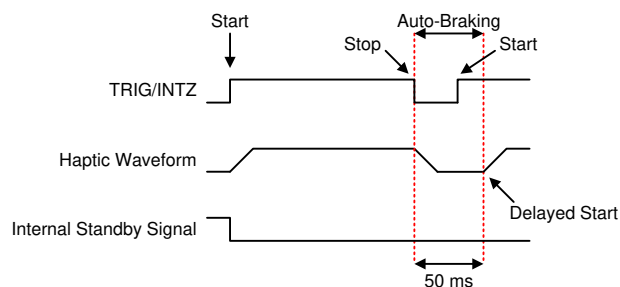 Start
Auto-Braking
Stop
Start
TRIG/INTZ
Haptic Waveform
Delayed Start
Internal Standby Signal
50 ms